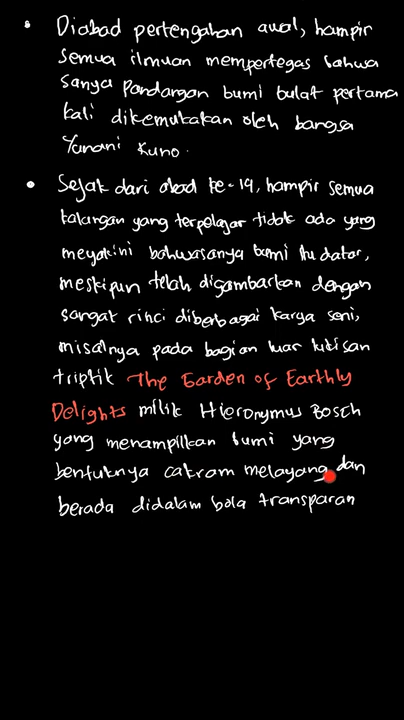 • Diabad pertengahan awal, hampir
semua ilmuan mempertegas bahwa
sanya pandangan bumi bulat pertama
kali dikemukakan oleh bangsa
Yunani Kuno.
• Sejak dari abad ke-19, hampir semua
kalangan yang terpelajar tidak ada yang
meyakini bahwasanya bumi itu datar,
meskipun telah digambarkan dengan
sangat rinci diberbagai karya seni,
misalnya pada bagian luar lukisan
triptik The Garden of Earthly
Delights milik Hieronymus Bosch
yang menampilkan bumi yang
bentuknya cakram melayang dan
berada didalam bola transparan